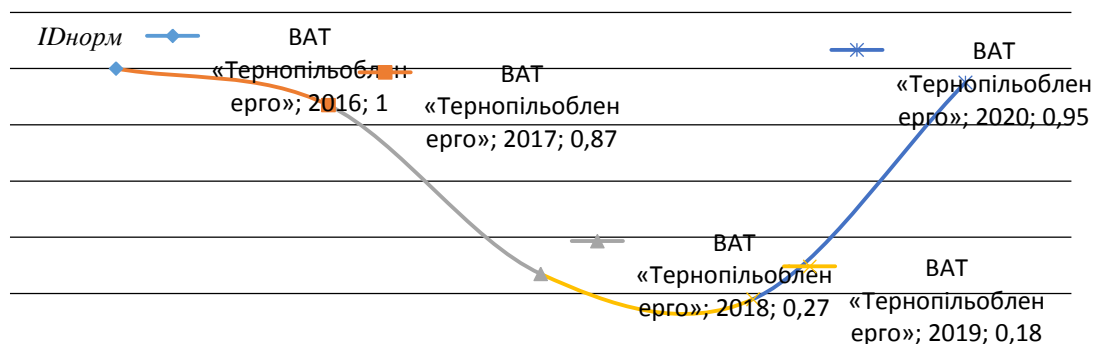 IDнорм
ВАТ
«Тернопільоблен
ерго»; 2016; 1
ВАТ
«Тернопільоблен
ерго»; 2017; 0,87
ВАТ
«Тернопільоблен
ерго»; 2018; 0,27
ВАТ
«Тернопільоблен
ерго»; 2019; 0,18
ВАТ
«Тернопільоблен
ерго»; 2020; 0,95